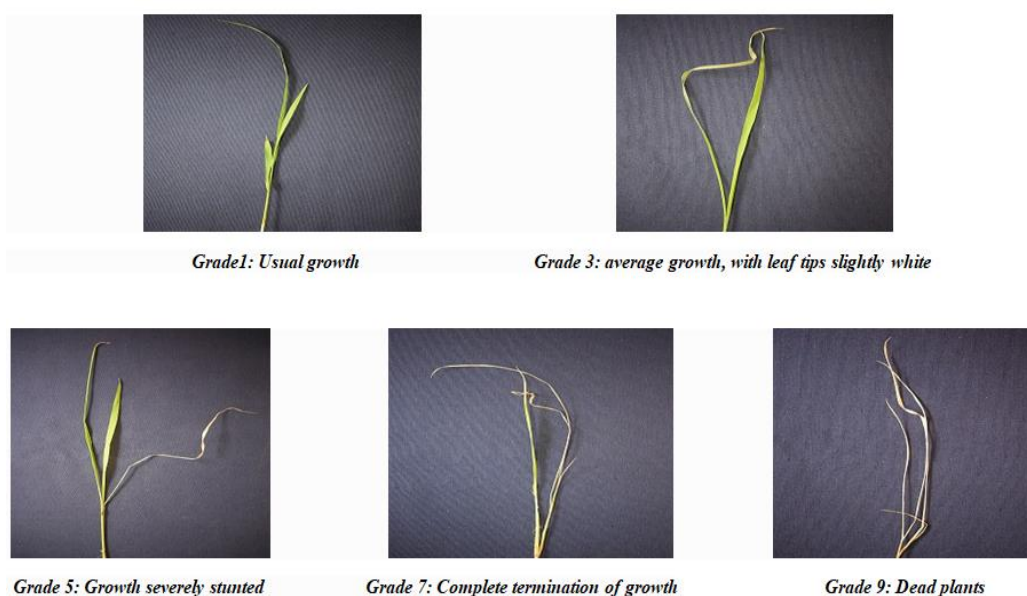 Grade1: Usual growth
Grade 3: average growth, with leaf tips slightly white
Grade 5: Growth severely stunted
Grade 7: Complete termination of growth
Grade 9: Dead plants